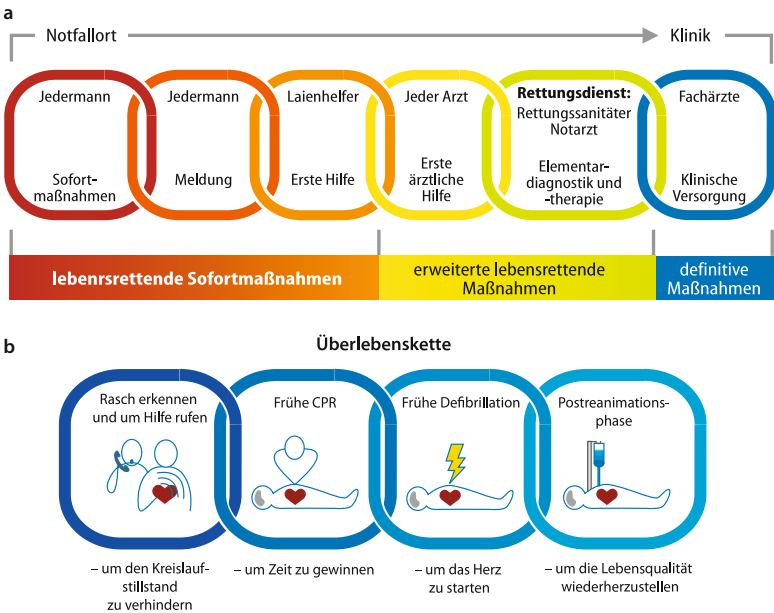 a
Notfallort
Klinik
Jedermann
Sofort-
maßnahmen
Jedermann
Meldung
Laienhelfer
Erste Hilfe
Jeder Arzt
Erste
ärztliche
Hilfe
Rettungsdienst:
Rettungssanitäter
Notarzt
Elementar-
diagnostik und
-therapie
Fachärzte
Klinische
Versorgung
lebenrsrettende Sofortmaßnahmen
erweiterte lebensrettende
Maßnahmen
definitive
Maßnahmen
b
Überlebenskette
Rasch erkennen
und um Hilfe rufen
Frühe CPR
Frühe Defibrillation
Postreanimations-
phase
– um den Kreislauf-
stillstand
zu verhindern
– um Zeit zu gewinnen
– um das Herz
zu starten
– um die Lebensqualität
wiederherzustellen